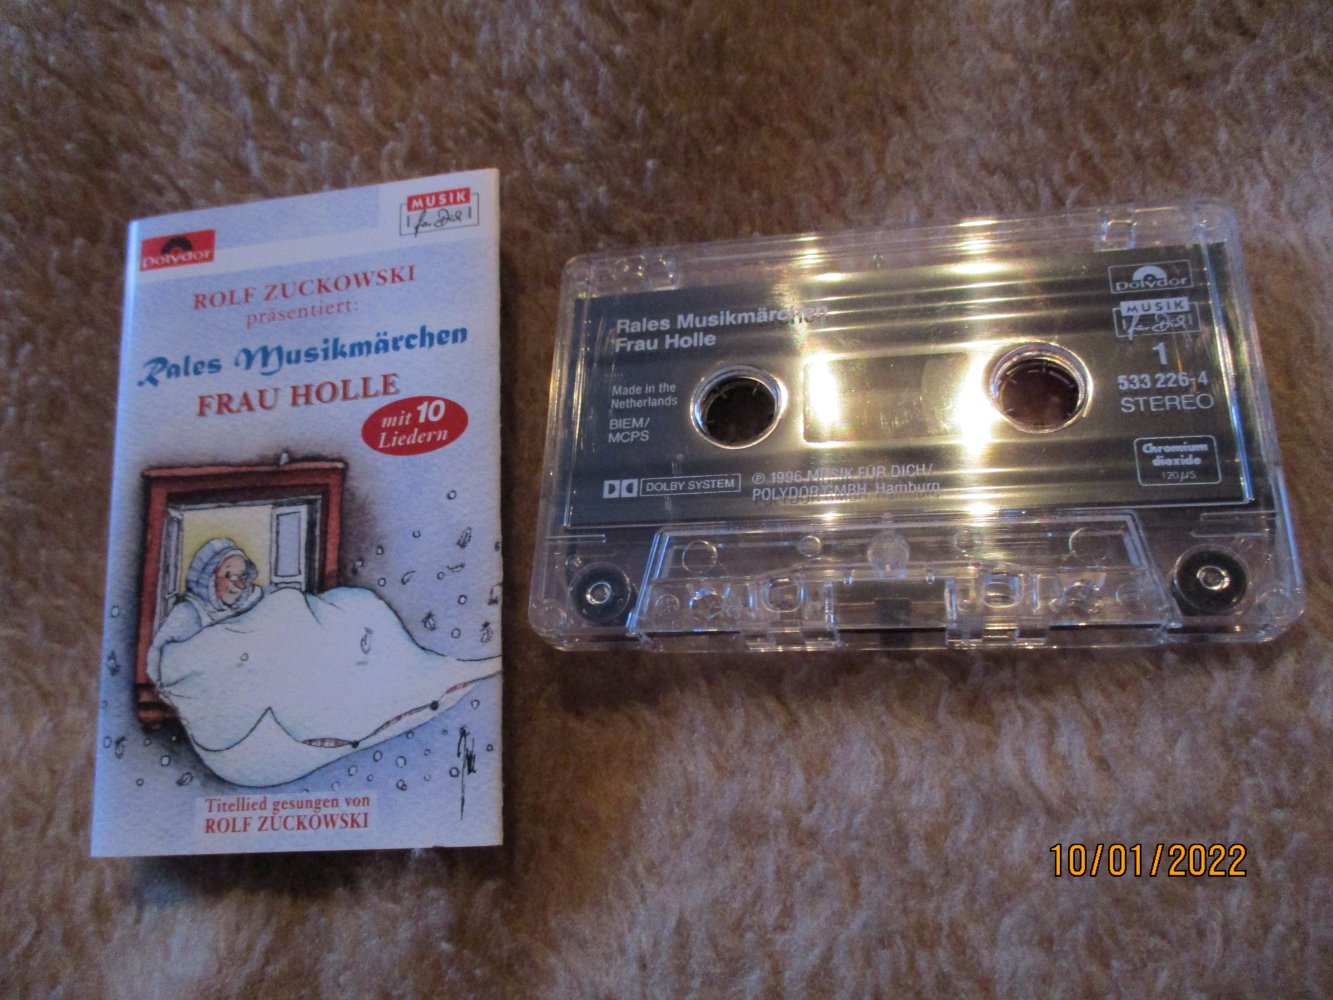 Polydor
MUSIK
für Dich
ROLF ZUCKOWSKI
präsentiert:
Rales Musikmärchen
FRAU HOLLE
mit 10
Liedern
Titellied gesungen von
ROLF ZUCKOWSKI
Rales Musikmärchen
Frau Holle
Made in the
Netherlands
BIEM/
MCPS
DOLBY SYSTEM
℗ 1996 MUSIK FÜR DICH/
POLYDOR GMBH, Hamburg
Polydor
MUSIK
für Dich
1
533 226-4
STEREO
Chromium
dioxide
120 µs
10/01/2022